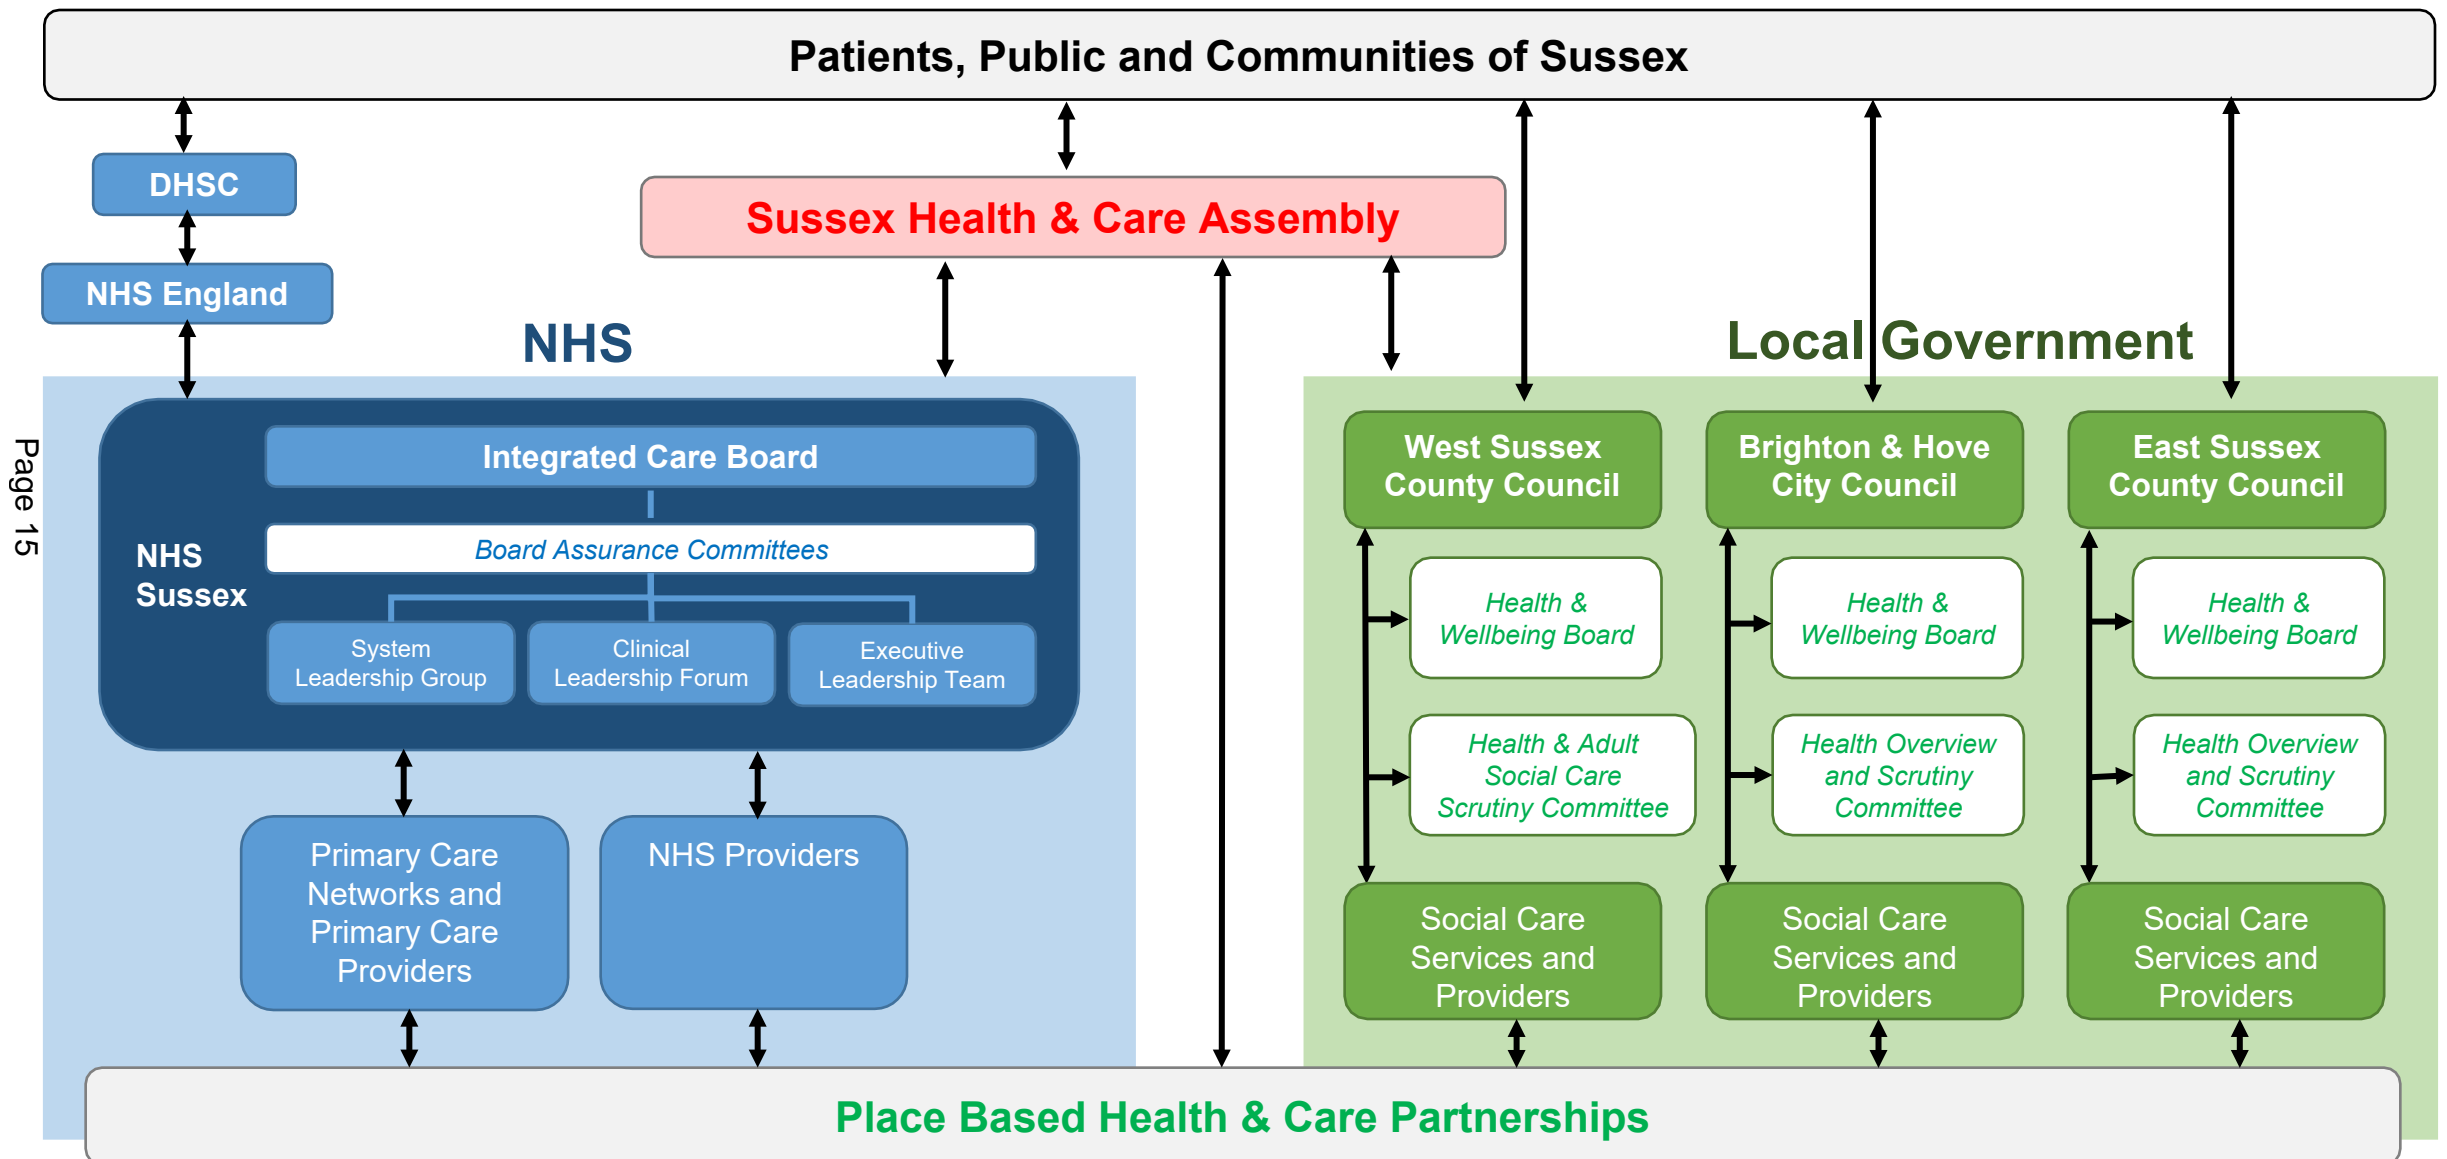 Patients, Public and Communities of Sussex
DHSC
Sussex Health & Care Assembly
NHS England
NHS
Local Government
Page 15
NHS
Sussex
Integrated Care Board
Board Assurance Committees
System
Leadership Group
Clinical
Leadership Forum
Executive
Leadership Team
Primary Care
Networks and
Primary Care
Providers
NHS Providers
West Sussex
County Council
Health &
Wellbeing Board
Health & Adult
Social Care
Scrutiny Committee
Social Care
Services and
Providers
Brighton & Hove
City Council
Health &
Wellbeing Board
Health Overview
and Scrutiny
Committee
Social Care
Services and
Providers
East Sussex
County Council
Health &
Wellbeing Board
Health Overview
and Scrutiny
Committee
Social Care
Services and
Providers
Place Based Health & Care Partnerships